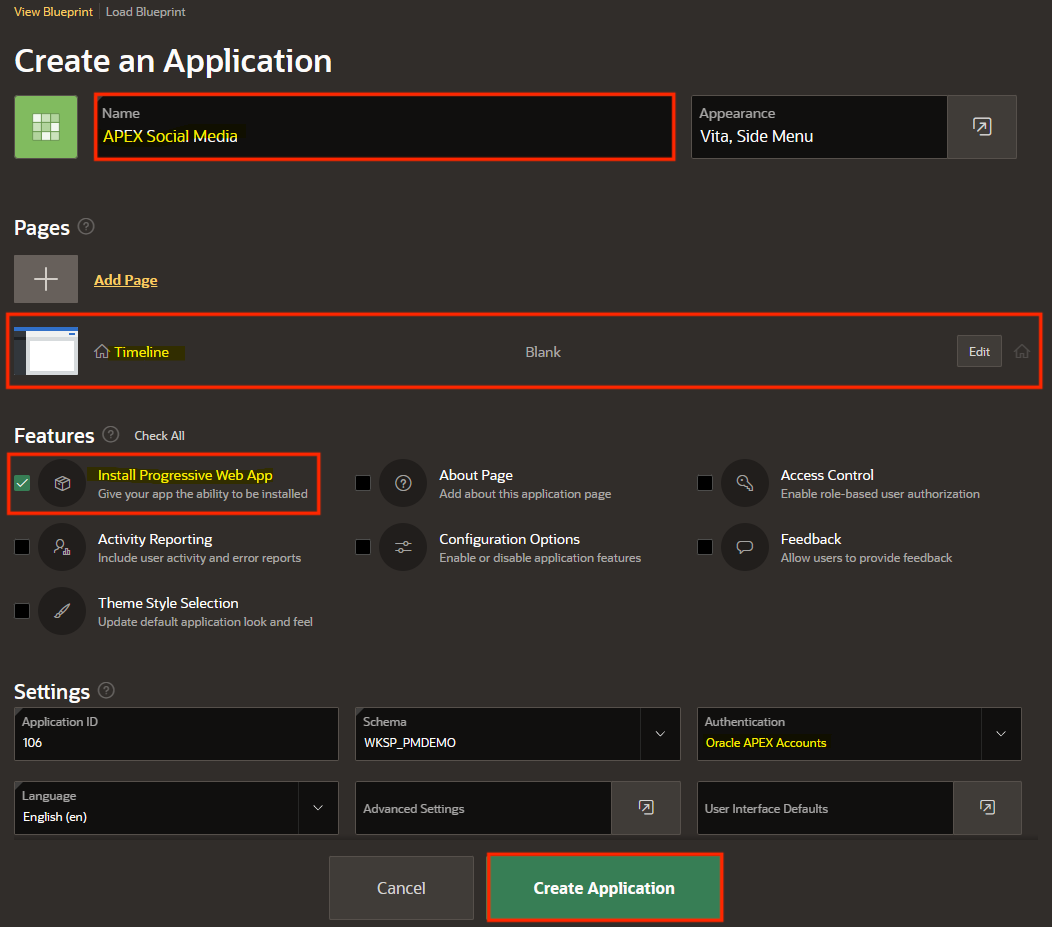 View Blueprint Load Blueprint
Create an Application
Name
APEX Social Media
Appearance
Vita, Side Menu
Pages ?
Add Page
Timeline Blank Edit
Features ? Check All
Install Progressive Web App
Give your app the ability to be installed
About Page
Add about this application page
Access Control
Enable role-based user authorization
Activity Reporting
Include user activity and error reports
Configuration Options
Enable or disable application features
Feedback
Allow users to provide feedback
Theme Style Selection
Update default application look and feel
Settings ?
Application ID
106
Schema
WKSP_PMDEMO
Authentication
Oracle APEX Accounts
Language
English (en)
Advanced Settings
User Interface Defaults
Cancel
Create Application